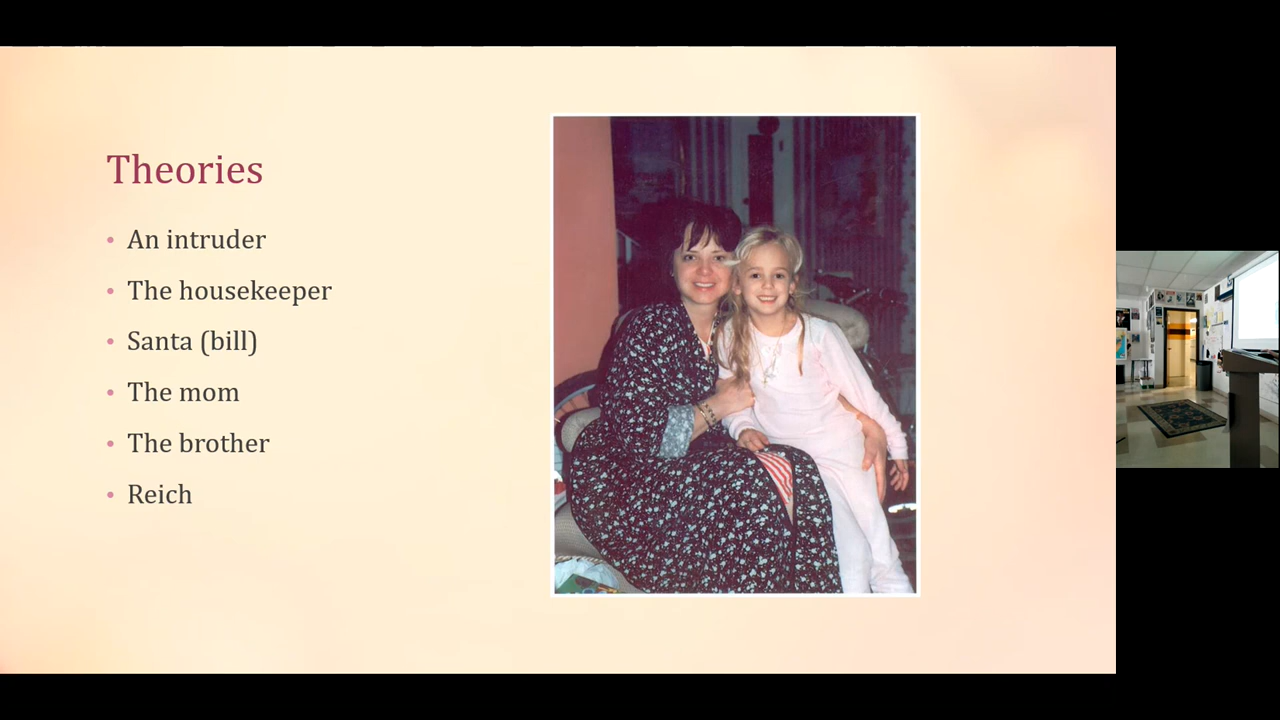 Theories
• An intruder
• The housekeeper
• Santa (bill)
• The mom
• The brother
• Reich